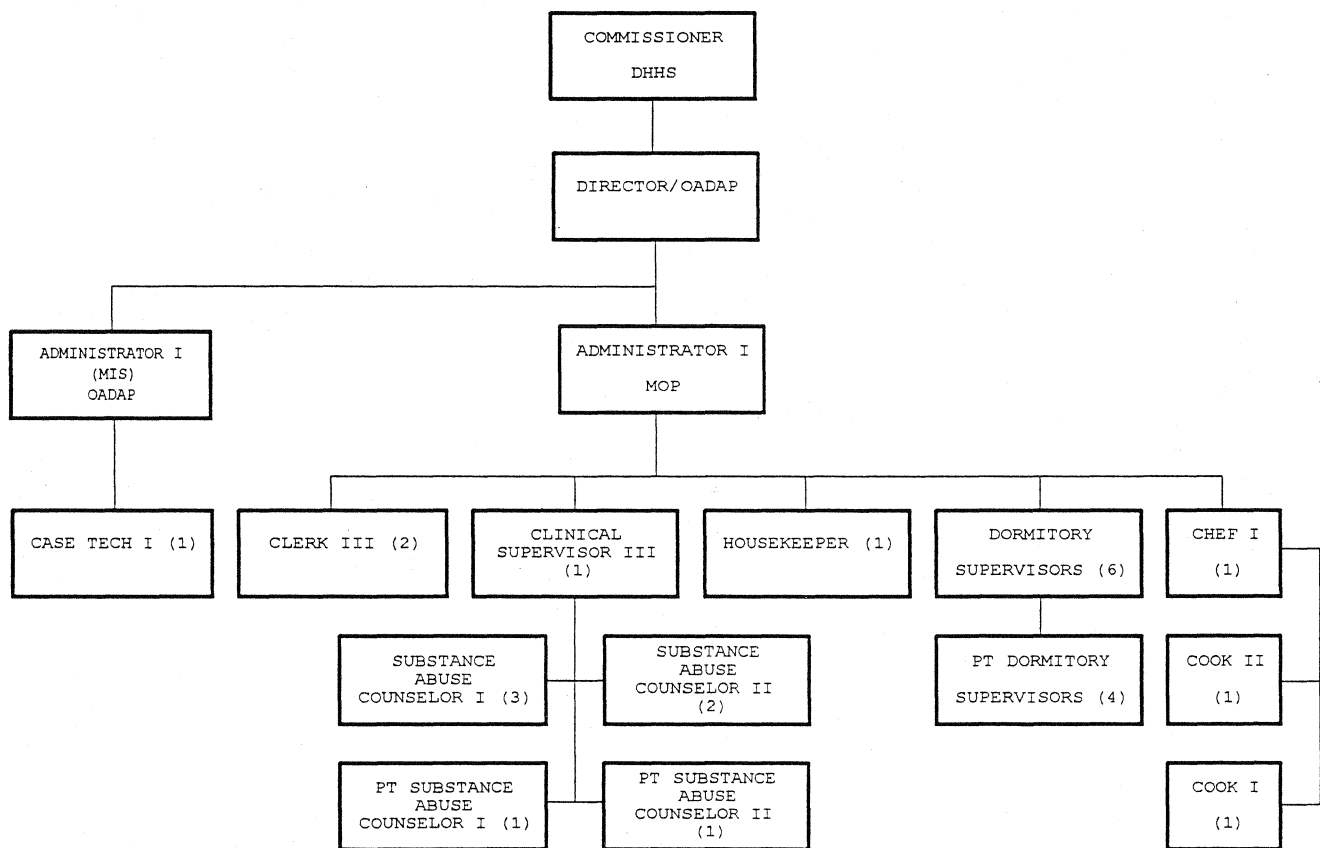 COMMISSIONER
DHHS
DIRECTOR/OADAP
ADMINISTRATOR I
(MIS)
OADAP
ADMINISTRATOR I
MOP
CASE TECH I (1)
CLERK III (2)
CLINICAL
SUPERVISOR III
(1)
HOUSEKEEPER (1)
DORMITORY
SUPERVISORS (6)
CHEF I
(1)
SUBSTANCE
ABUSE
COUNSELOR I (3)
SUBSTANCE
ABUSE
COUNSELOR II
(2)
PT DORMITORY
SUPERVISORS (4)
COOK II
(1)
PT SUBSTANCE
ABUSE
COUNSELOR I (1)
PT SUBSTANCE
ABUSE
COUNSELOR II
(1)
COOK I
(1)